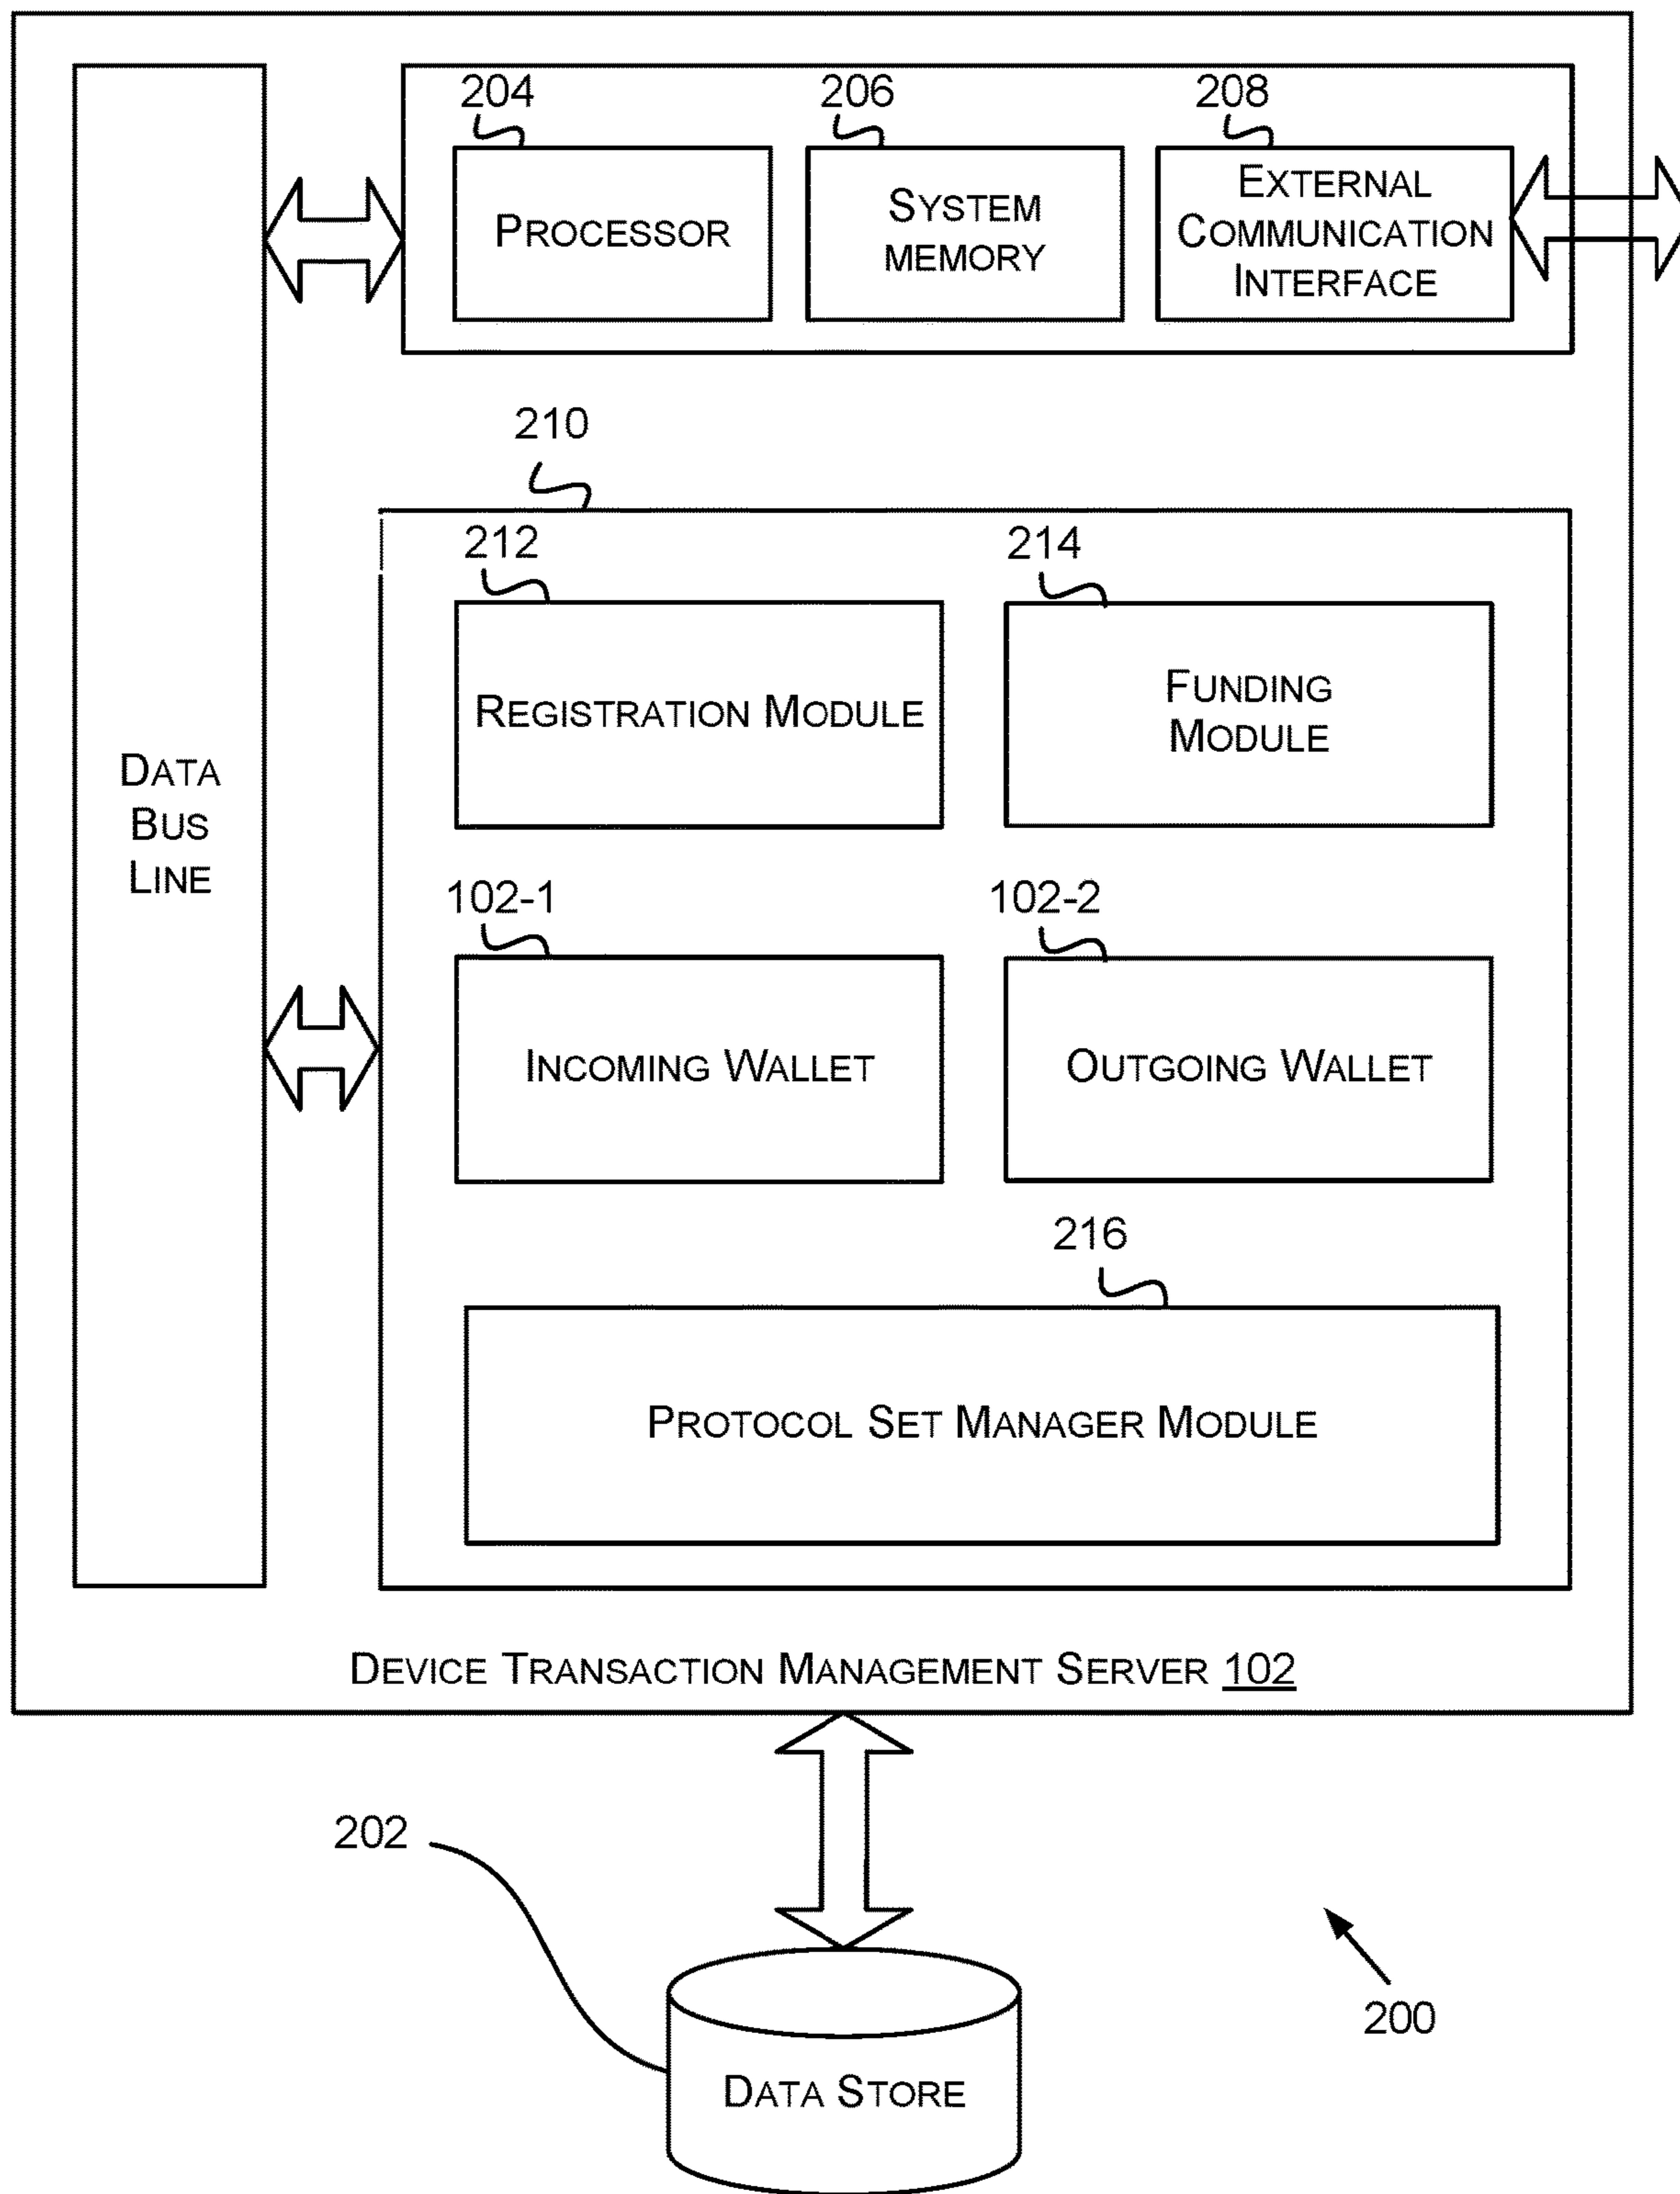 204
206
208
PROCESSOR
SYSTEM
MEMORY
EXTERNAL
COMMUNICATION
INTERFACE
210
212
214
REGISTRATION MODULE
FUNDING
MODULE
DATA
BUS
LINE
102-1
102-2
INCOMING WALLET
OUTGOING WALLET
216
PROTOCOL SET MANAGER MODULE
DEVICE TRANSACTION MANAGEMENT SERVER 102
202
200
DATA STORE